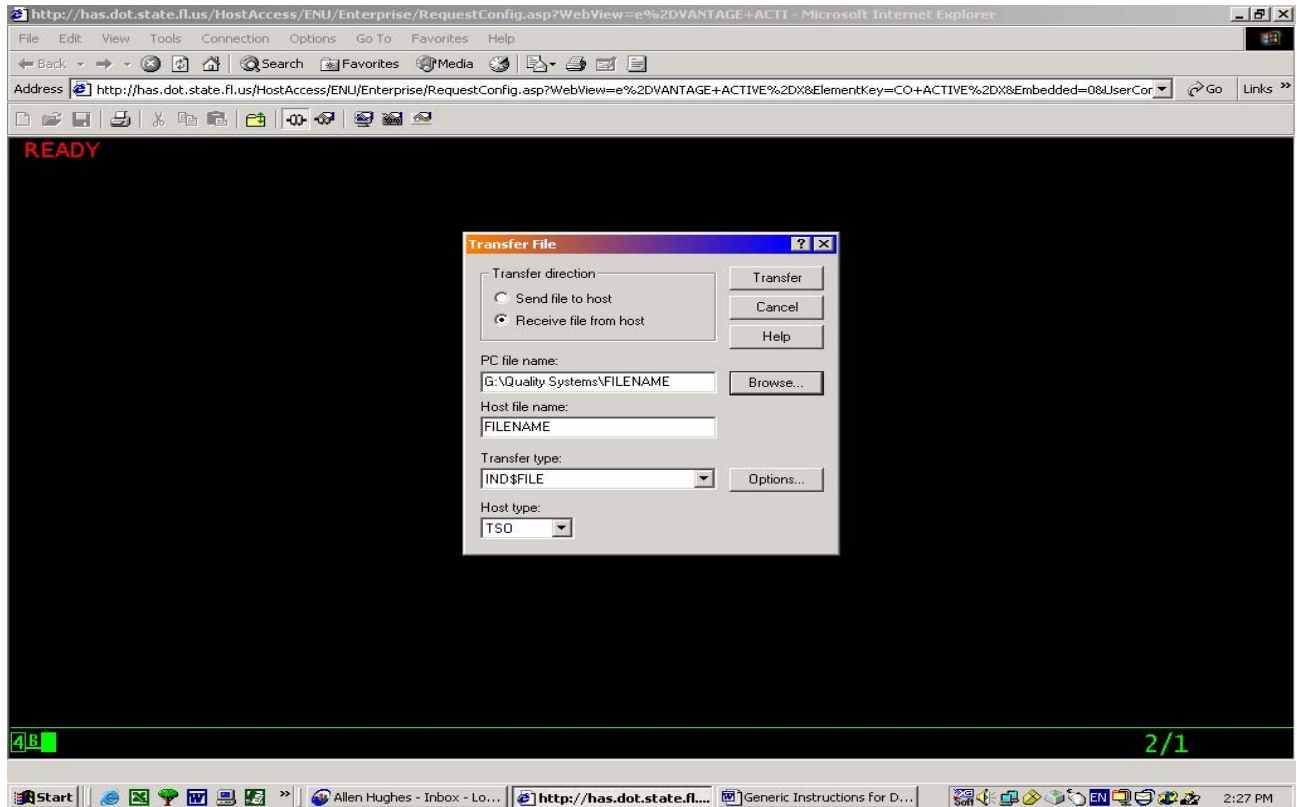 http://has.dot.state.fl.us/HostAccess/ENU/Enterprise/RequestConfig.asp?WebView=e%2DVANTAGE+ACTI - Microsoft Internet Explorer
File Edit View Tools Connection Options Go To Favorites Help
Back Search Favorites Media
Address http://has.dot.state.fl.us/HostAccess/ENU/Enterprise/RequestConfig.asp?WebView=e%2DVANTAGE+ACTIVE%2DX&ElementKey=CO+ACTIVE%2DX&Embedded=0&UserCor Go Links »
READY
Transfer File
Transfer direction
Transfer
Send file to host
Cancel
Receive file from host
Help
PC file name:
G:\Quality Systems\FILENAME
Browse...
Host file name:
FILENAME
Transfer type:
IND$FILE
Options...
Host type:
TSO
4B 2/1
Start » Allen Hughes - Inbox - Lo... http://has.dot.state.fl.... Generic Instructions for D... EN 2:27 PM